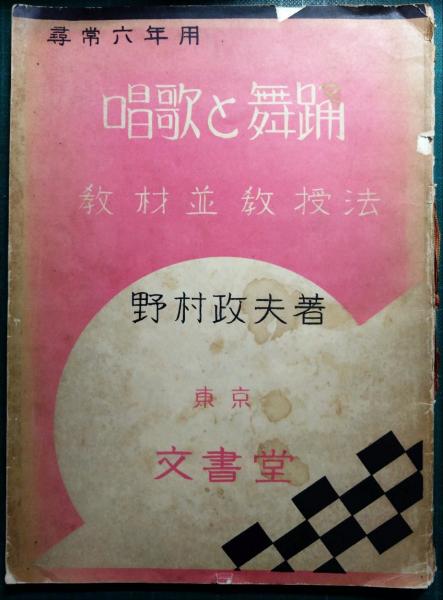 尋常六年用
唱歌と舞踊
教材並教授法
野村政夫著
東京
文書堂